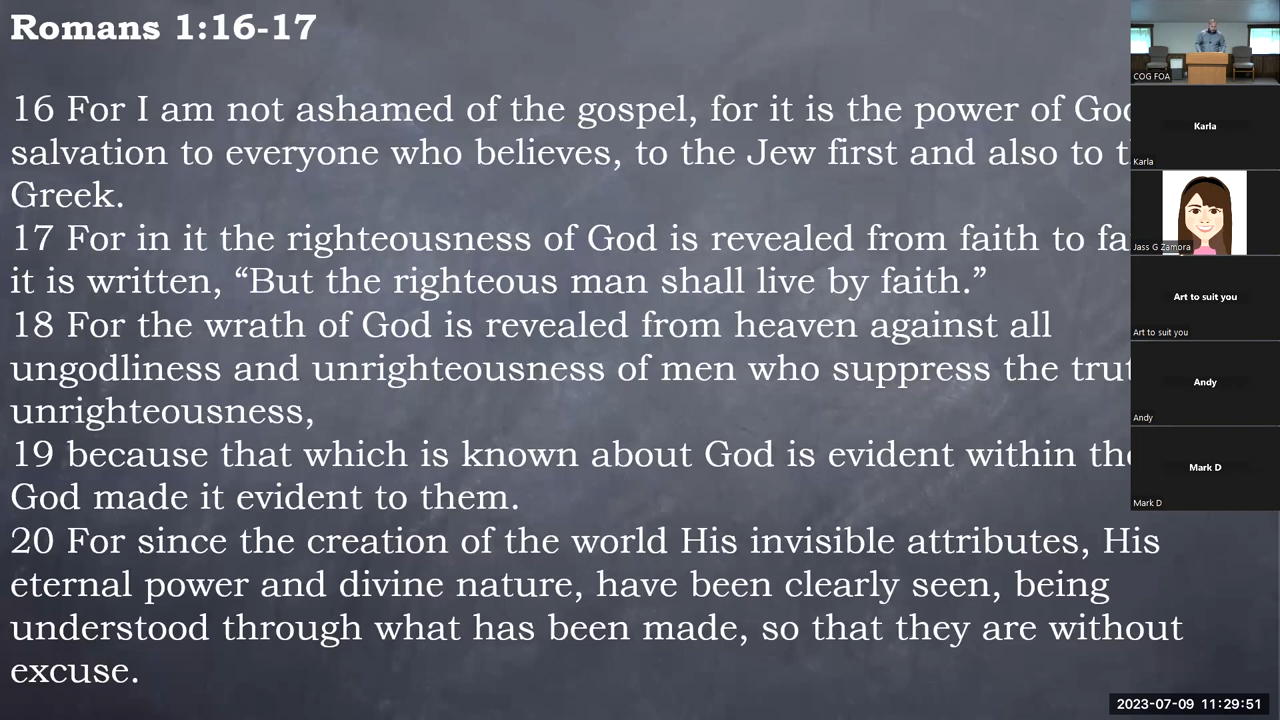 Romans 1:16-17
16 For I am not ashamed of the gospel, for it is the power of
salvation to everyone who believes, to the Jew first and also to
Greek.
17 For in it the righteousness of God is revealed from faith to
it is written, “But the righteous man shall live by faith.”
18 For the wrath of God is revealed from heaven against all
ungodliness and unrighteousness of men who suppress the
unrighteousness,
19 because that which is known about God is evident within
God made it evident to them.
20 For since the creation of the world His invisible attributes, His
eternal power and divine nature, have been clearly seen, being
understood through what has been made, so that they are without
excuse.
COG FOA
Karla
Karla
Jass G Zamora
Art to suit you
Art to suit you
Andy
Andy
Mark D
Mark D
2023-07-09 11:29:51